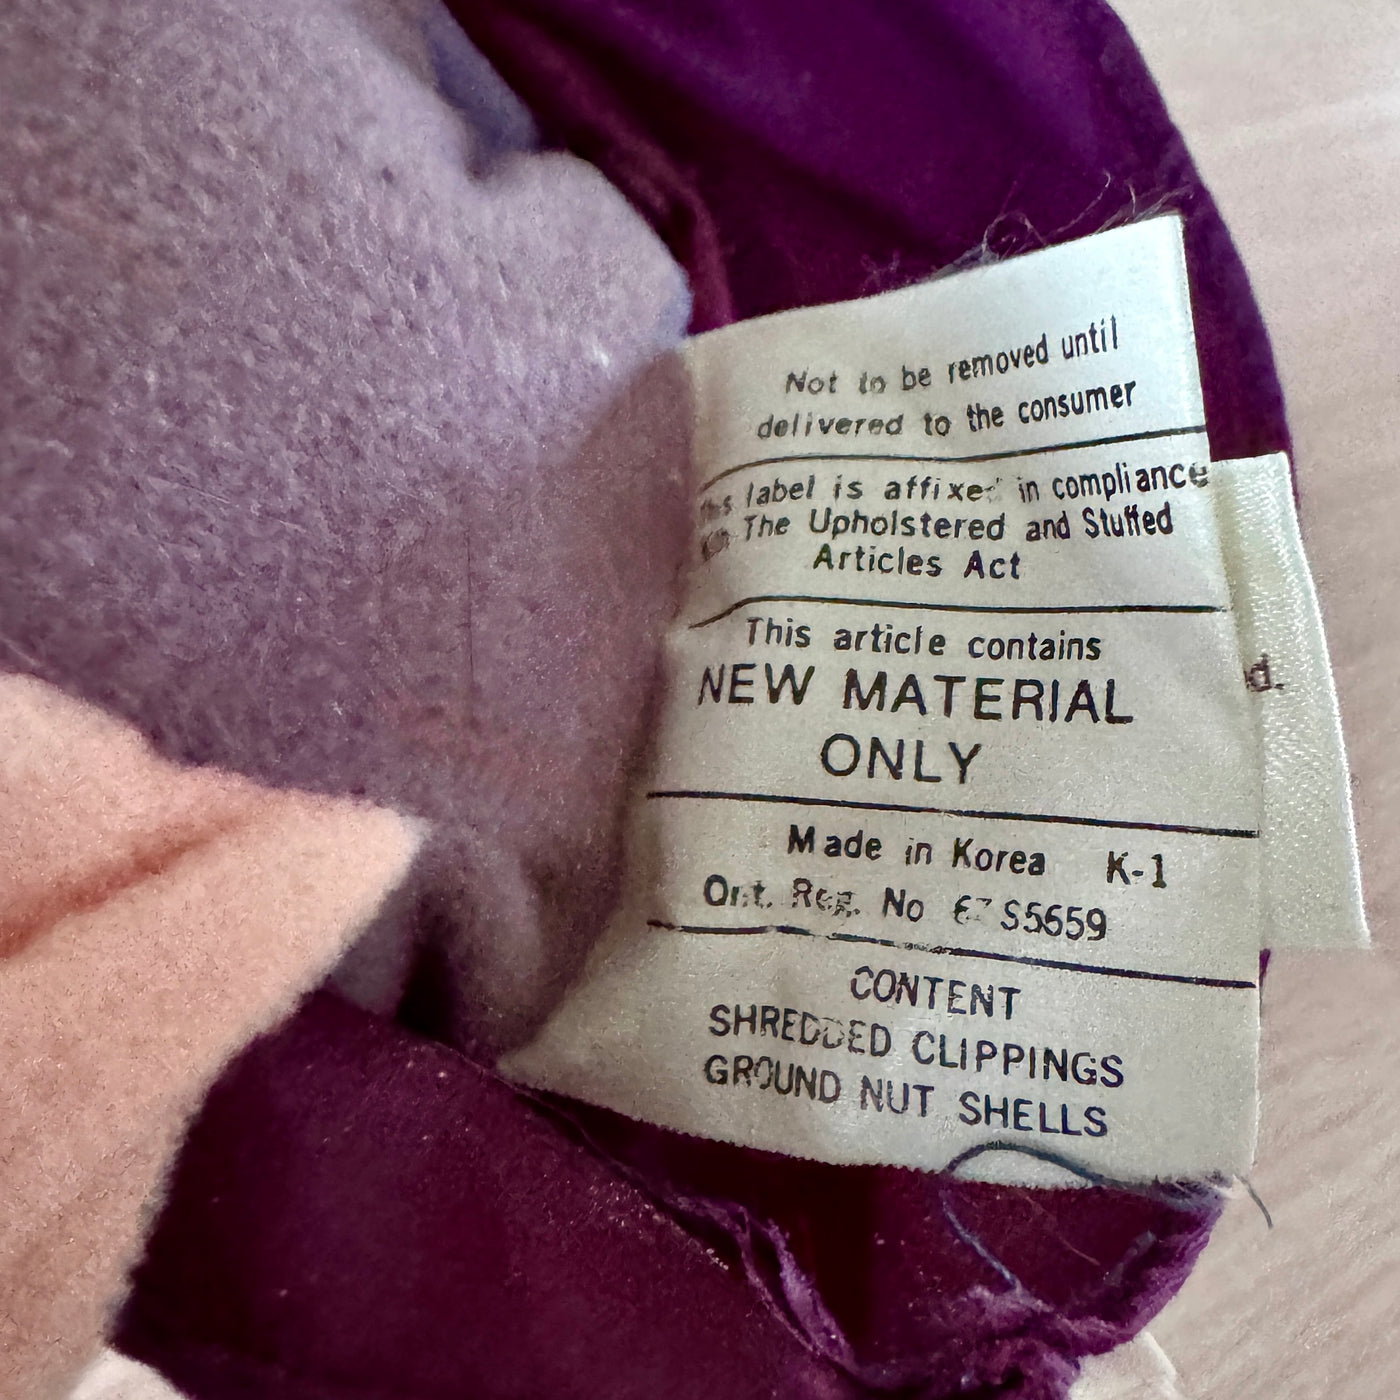 Not to be removed until
delivered to the consumer
label is affixed in compliance
The Upholstered and Stuffed
Articles Act
This article contains
NEW MATERIAL
ONLY
Made in Korea K-1
Ont. Reg. No S5659
CONTENT
SHREDDED CLIPPINGS
GROUND NUT SHELLS